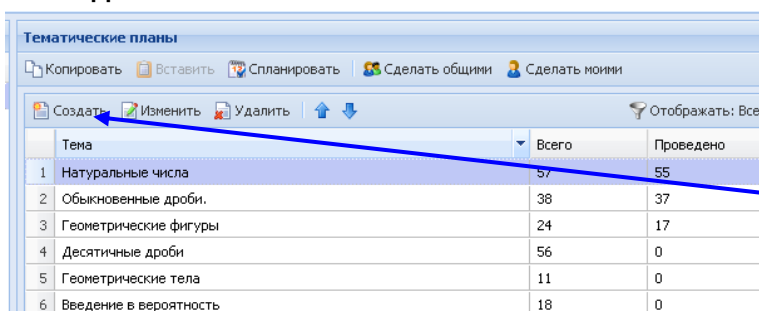 Тематические планы
Копировать Вставить Спланировать Сделать общими Сделать моими
Создать Изменить Удалить Отображать: Все
Тема Всего Проведено
1 Натуральные числа 57 55
2 Обыкновенные дроби. 38 37
3 Геометрические фигуры 24 17
4 Десятичные дроби 56 0
5 Геометрические тела 11 0
6 Введение в вероятность 18 0